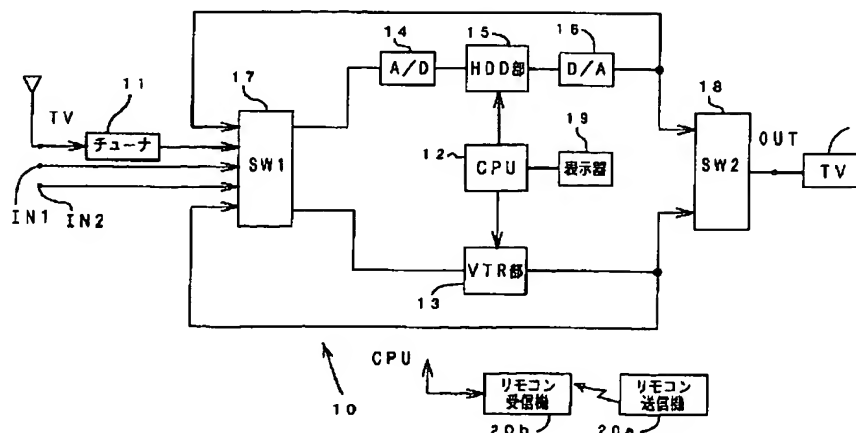 14
15
16
17
A/D
HDD部
D/A
11
TV
チューナ
SW1
IN1
IN2
12
CPU
19
表示器
18
SW2
OUT
TV
VTR部
13
CPU
10
リモコン
受信機
リモコン
送信機
20b
20a